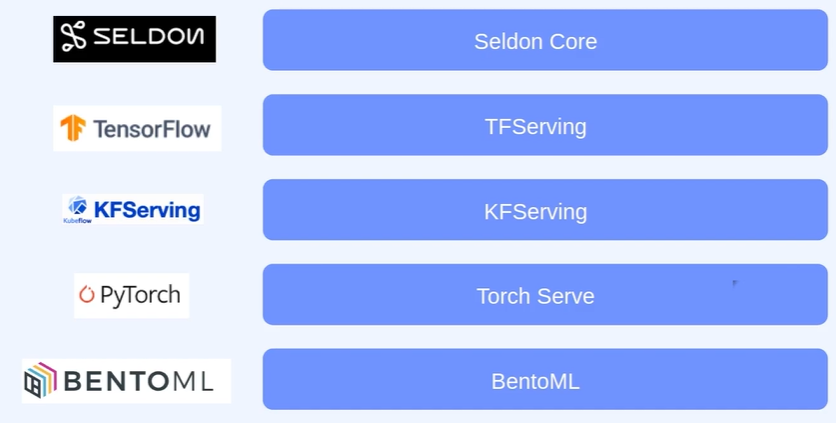 SELDON
Seldon Core
TensorFlow
TFServing
Kubeflow
KFServing
KFServing
PyTorch
Torch Serve
BENTOML
BentoML